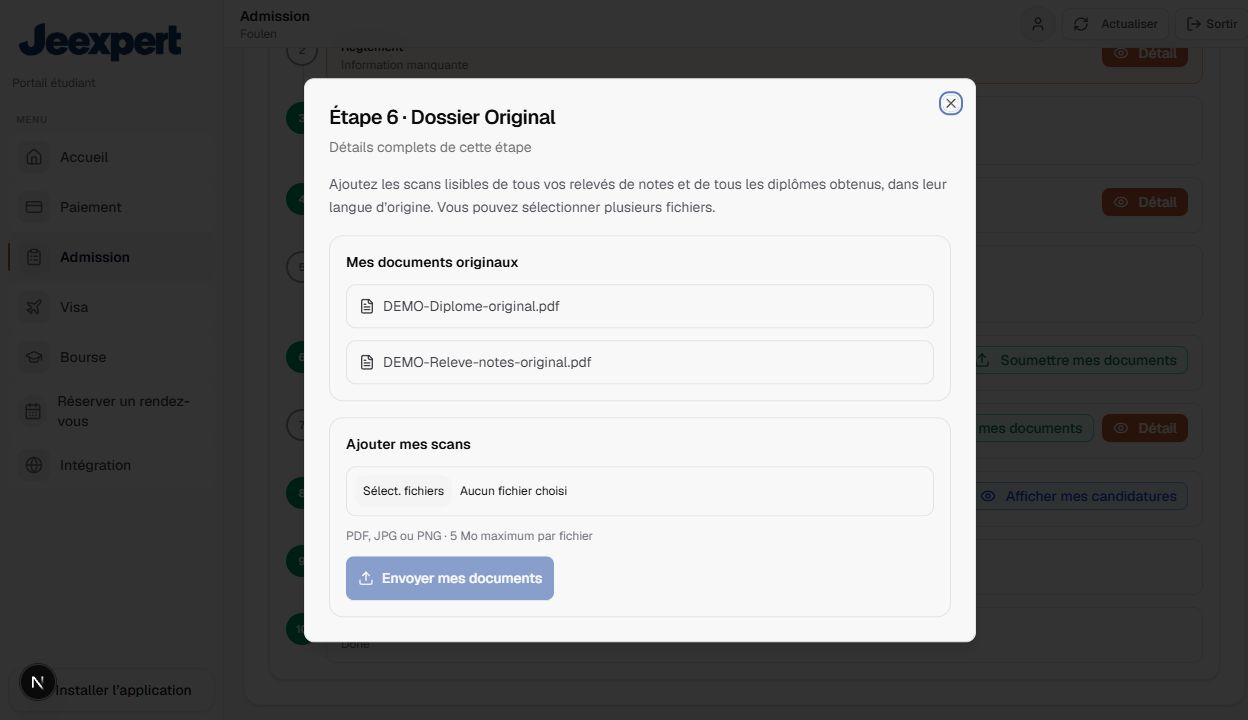 Jeexpert
Portail étudiant
MENU
Accueil
Paiement
Admission
Visa
Bourse
Réserver un rendez-
vous
Intégration
N
Installer l'application
Admission
Foulen
Actualiser
Sortir
2
Règlement
Information manquante
Détail
Détail
Soumettre mes documents
mes documents
Détail
Afficher mes candidatures
Done
Étape 6 · Dossier Original
Détails complets de cette étape
Ajoutez les scans lisibles de tous vos relevés de notes et de tous les diplômes obtenus, dans leur
langue d'origine. Vous pouvez sélectionner plusieurs fichiers.
Mes documents originaux
DEMO-Diplome-original.pdf
DEMO-Releve-notes-original.pdf
Ajouter mes scans
Sélect. fichiers Aucun fichier choisi
PDF, JPG ou PNG · 5 Mo maximum par fichier
Envoyer mes documents